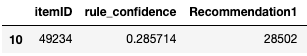 itemID rule_confidence Recommendation1
10 49234 0.285714 28502